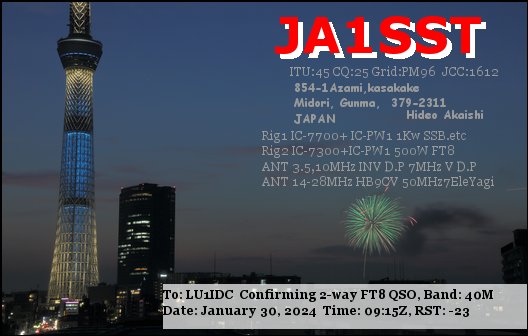 JA1SST
ITU:45 CQ:25 Grid:PM96 JCC:1612
854-1Azami,kasakake
Midori, Gunma, 379-2311
JAPAN Hideo Akaishi
Rig1 IC-7700+ IC-PW1 1Kw SSB.etc
Rig2 IC-7300+IC-PW1 500W FT8
ANT 3.5,10MHz INV D.P 7MHz V D.P
ANT 14-28MHz HB9CV 50MHz7EleYagi
To: LU1IDC Confirming 2-way FT8 QSO, Band: 40M
Date: January 30, 2024 Time: 09:15Z, RST: -23